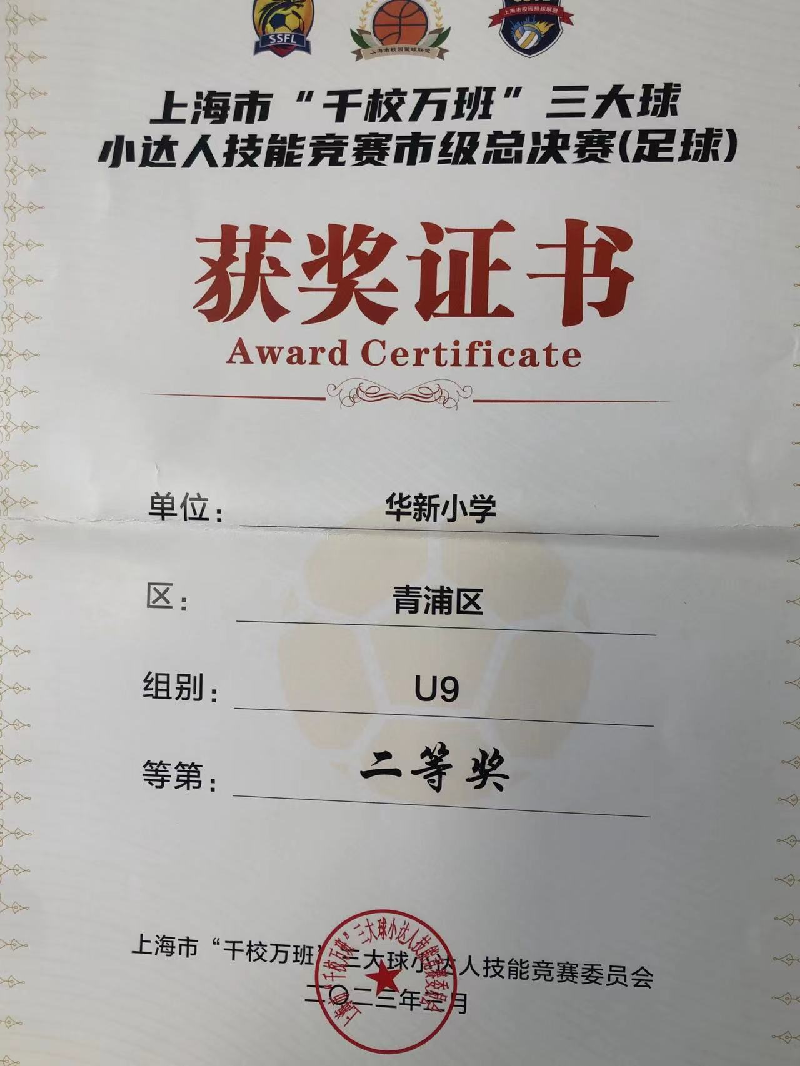 SSFL
上海市“千校万班”三大球
小达人技能竞赛市级总决赛(足球)
获奖证书
Award Certificate
单位：华新小学
区：青浦区
组别：U9
等第：二等奖
上海市“千校万班”三大球小达人技能竞赛委员会
二〇二三年 月